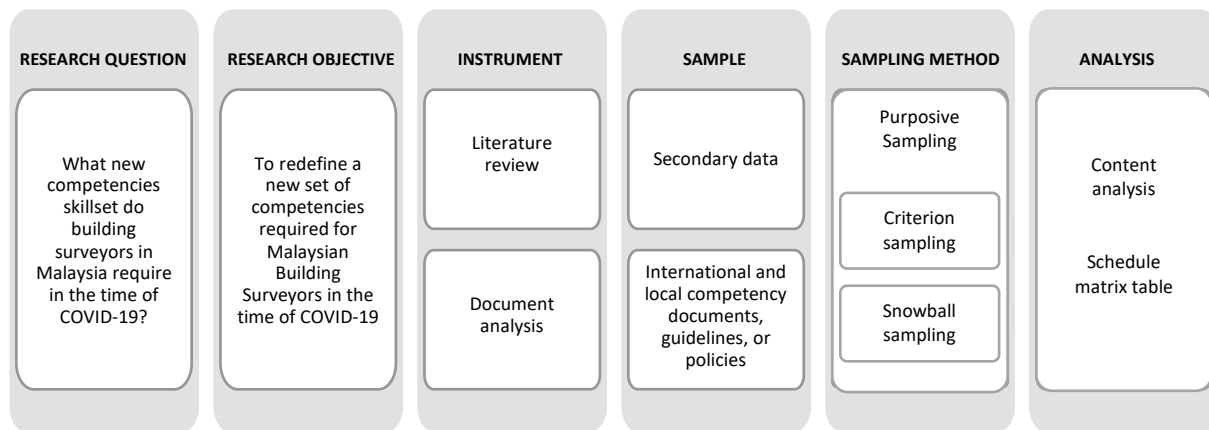 RESEARCH QUESTION
What new
competencies
skillset do
building
surveyors in
Malaysia require
in the time of
COVID-19?
RESEARCH OBJECTIVE
To redefine a
new set of
competencies
required for
Malaysian
Building
Surveyors in the
time of COVID-19
INSTRUMENT
Literature
review
Document
analysis
SAMPLE
Secondary data
International and
local competency
documents,
guidelines, or
policies
SAMPLING METHOD
Purposive
Sampling
Criterion
sampling
Snowball
sampling
ANALYSIS
Content
analysis
Schedule
matrix table